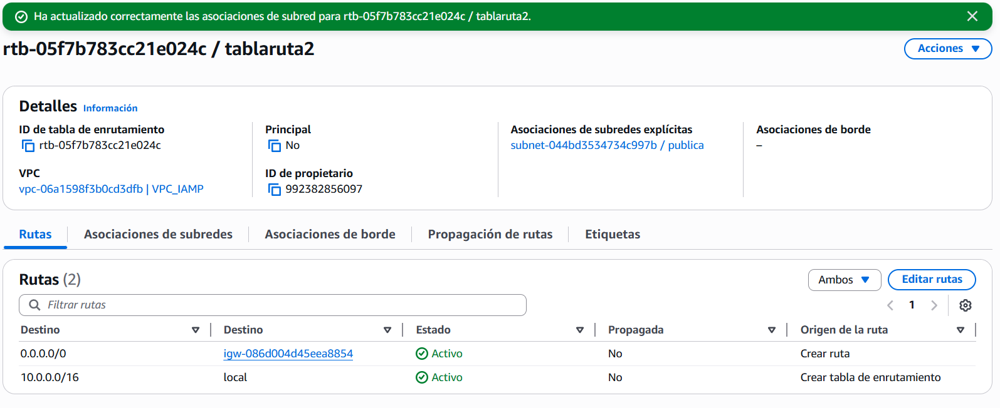 Ha actualizado correctamente las asociaciones de subred para rtb-05f7b783cc21e024c / tablaruta2.
rtb-05f7b783cc21e024c / tablaruta2
Acciones
Detalles Información
ID de tabla de enrutamiento
rtb-05f7b783cc21e024c
Principal
No
Asociaciones de subredes explícitas
subnet-044bd3534734c997b / publica
Asociaciones de borde
–
VPC
vpc-06a1598f3b0cd3dfb | VPC_IAMP
ID de propietario
992382856097
Rutas Asociaciones de subredes Asociaciones de borde Propagación de rutas Etiquetas
Rutas (2)
Ambos Editar rutas
Filtrar rutas
1
Destino Destino Estado Propagada Origen de la ruta
0.0.0.0/0 igw-086d004d45eea8854 Activo No Crear ruta
10.0.0.0/16 local Activo No Crear tabla de enrutamiento